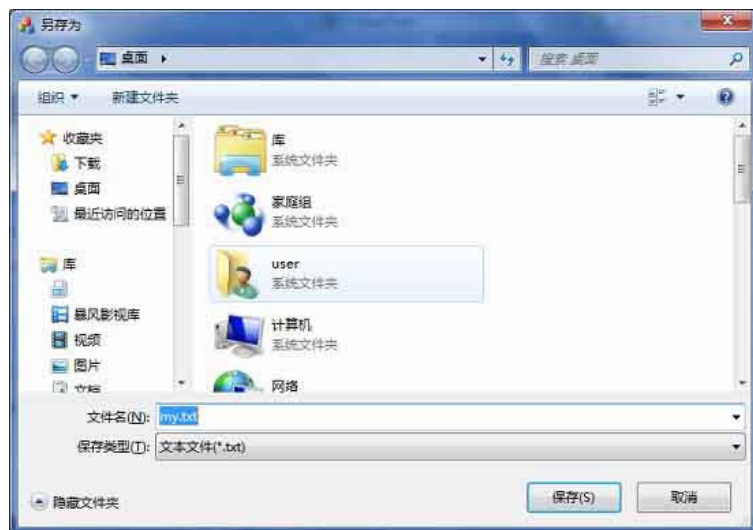 另存为
桌面
搜索 桌面
组织
新建文件夹
收藏夹
下载
桌面
最近访问的位置
库
暴风影视库
视频
图片
文档
库
系统文件夹
家庭组
系统文件夹
user
系统文件夹
计算机
系统文件夹
网络
文件名(N): my.txt
保存类型(T): 文本文件(*.txt)
隐藏文件夹
保存(S)
取消